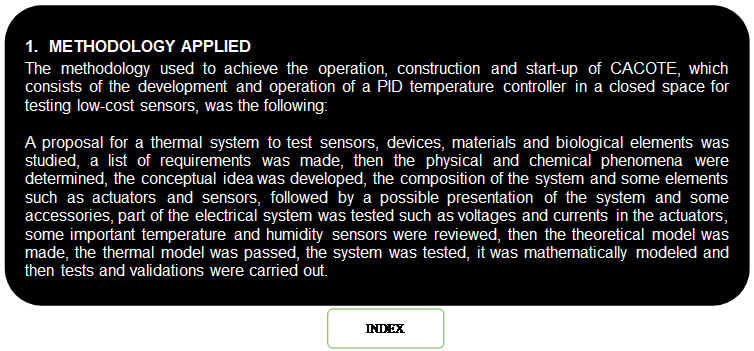 1. METHODOLOGY APPLIED
The methodology used to achieve the operation, construction and start-up of CACOTE, which
consists of the development and operation of a PID temperature controller in a closed space for
testing low-cost sensors, was the following:
A proposal for a thermal system to test sensors, devices, materials and biological elements was
studied, a list of requirements was made, then the physical and chemical phenomena were
determined, the conceptual idea was developed, the composition of the system and some elements
such as actuators and sensors, followed by a possible presentation of the system and some
accessories, part of the electrical system was tested such as voltages and currents in the actuators,
some important temperature and humidity sensors were reviewed, then the theoretical model was
made, the thermal model was passed, the system was tested, it was mathematically modeled and
then tests and validations were carried out.
INDEX